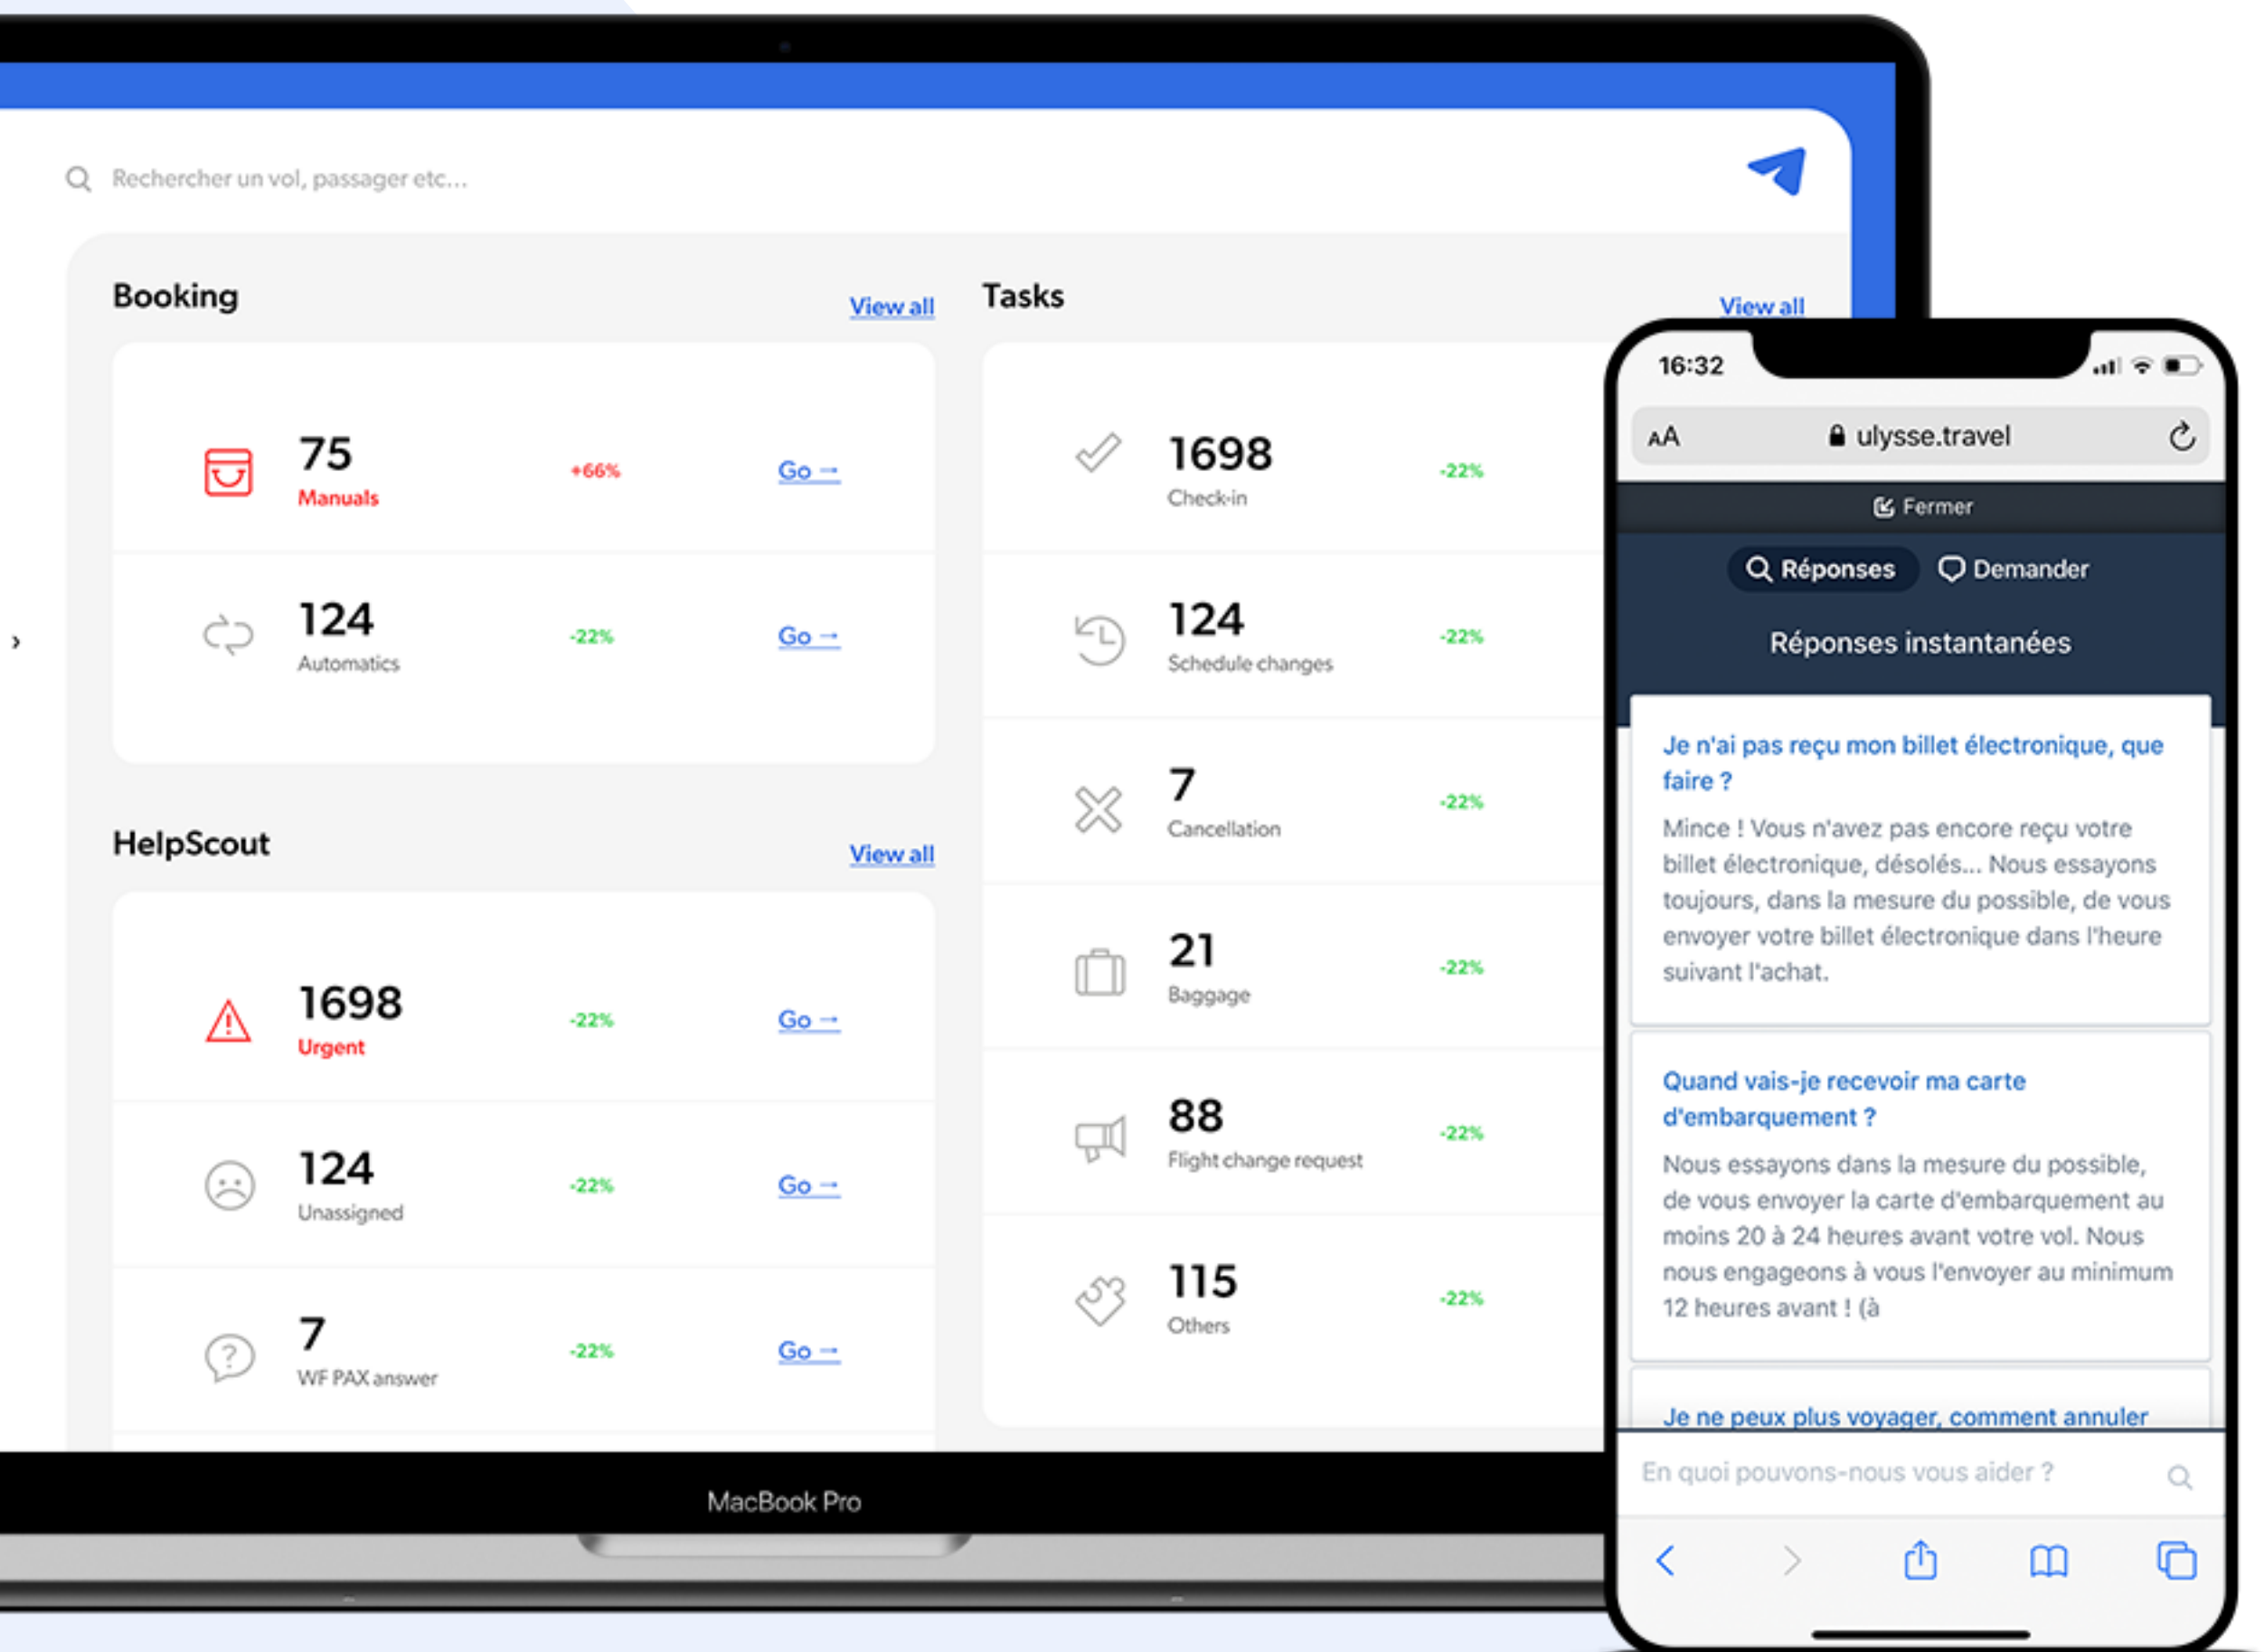 Rechercher un vol, passager etc...
Booking
View all
75
Manuals
+66%
Go →
124
Automatics
-22%
Go →
HelpScout
View all
1698
Urgent
-22%
Go →
124
Unassigned
-22%
Go →
7
WF PAX answer
-22%
Go →
Tasks
View all
1698
Check-in
-22%
124
Schedule changes
-22%
7
Cancellation
-22%
21
Baggage
-22%
88
Flight change request
-22%
115
Others
-22%
MacBook Pro
16:32
AA
ulysse.travel
Fermer
Réponses
Demander
Réponses instantanées
Je n'ai pas reçu mon billet électronique, que
faire ?
Mince ! Vous n'avez pas encore reçu votre
billet électronique, désolés... Nous essayons
toujours, dans la mesure du possible, de vous
envoyer votre billet électronique dans l'heure
suivant l'achat.
Quand vais-je recevoir ma carte
d'embarquement ?
Nous essayons dans la mesure du possible,
de vous envoyer la carte d'embarquement au
moins 20 à 24 heures avant votre vol. Nous
nous engageons à vous l'envoyer au minimum
12 heures avant ! (à
Je ne peux plus voyager, comment annuler
En quoi pouvons-nous vous aider ?